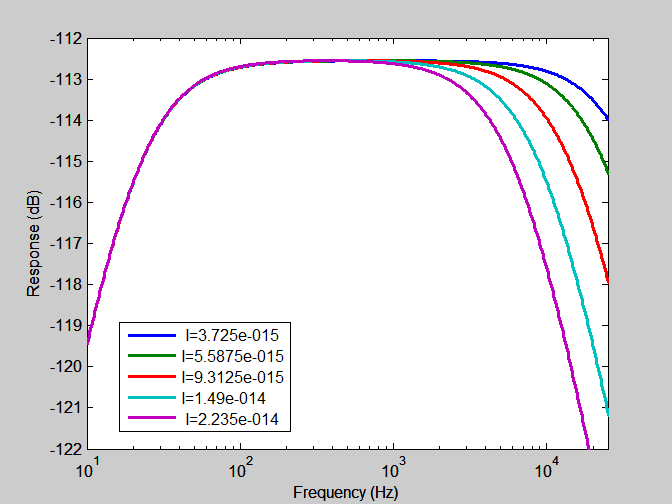 -112
-113
-114
-115
-116
-117
-118
-119
-120
-121
-122
Response (dB)
I=3.725e-015
I=5.5875e-015
I=9.3125e-015
I=1.49e-014
I=2.235e-014
10^1 10^2 10^3 10^4
Frequency (Hz)